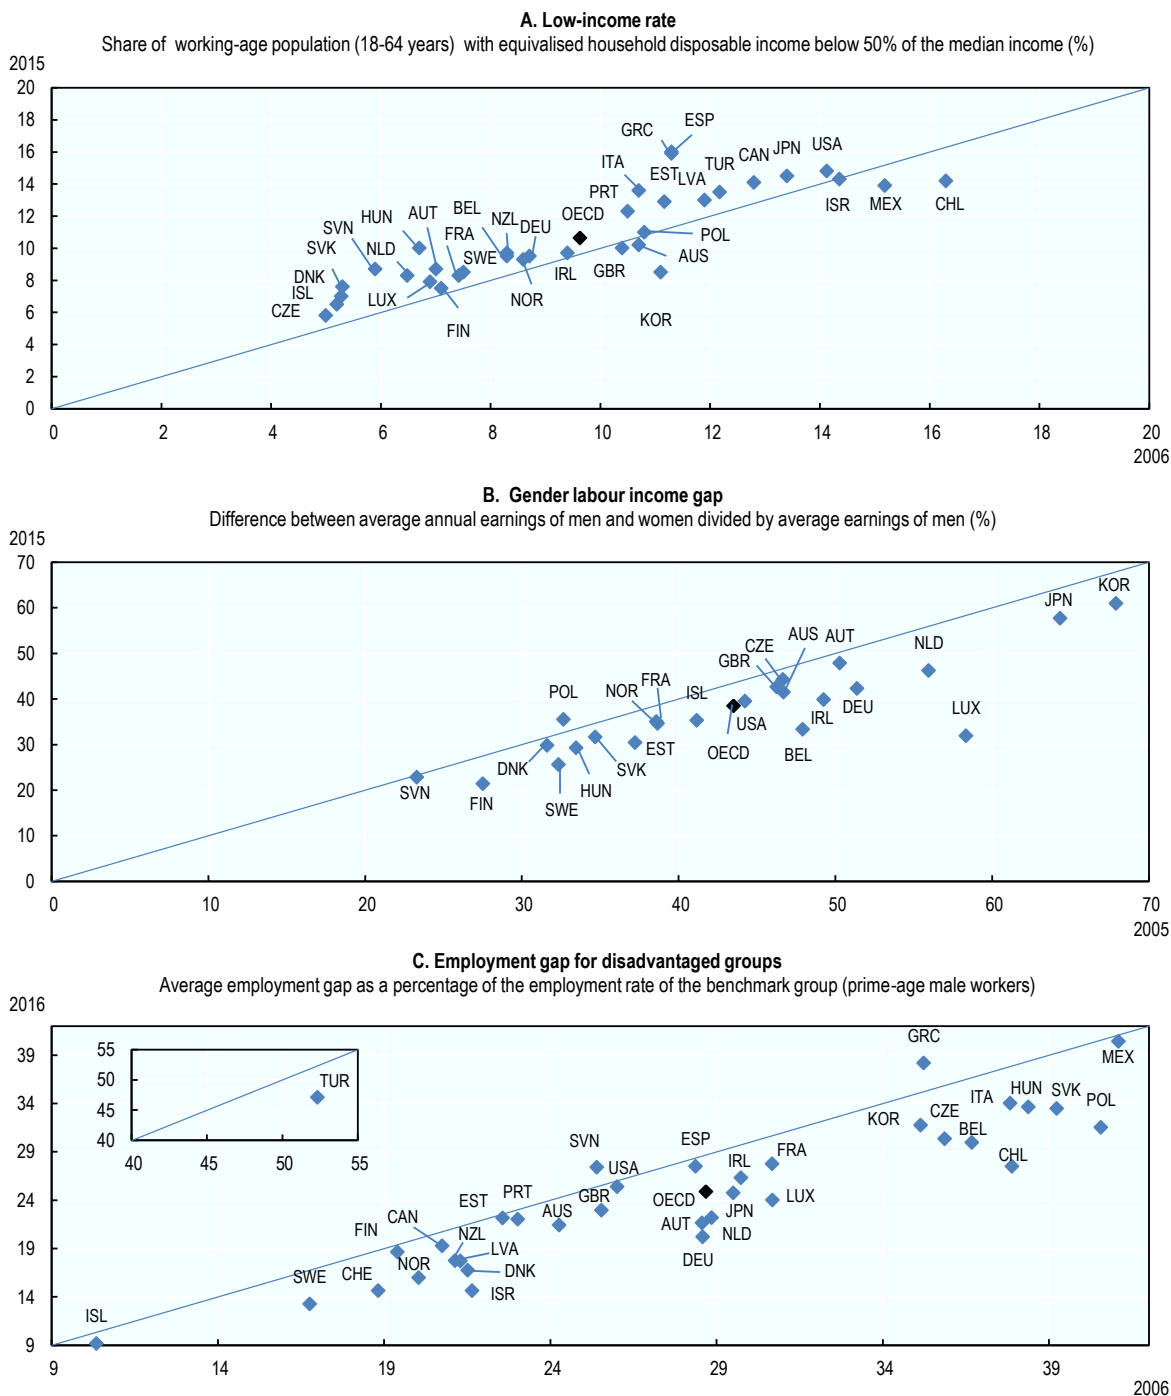 A. Low-income rate
Share of working-age population (18-64 years) with equivalised household disposable income below 50% of the median income (%)
2015
20
18
16
14
12
10
8
6
4
2
0
GRC ESP
ITA EST LVA TUR CAN JPN USA
PRT OECD
ISR MEX CHL
SVN HUN AUT BEL NZL DEU
SVK NLD FRA SWE
POL
AUS
DNK
ISL
CZE
LUX
FIN
NOR
IRL GBR
KOR
0 2 4 6 8 10 12 14 16 18 20
2006
B. Gender labour income gap
Difference between average annual earnings of men and women divided by average earnings of men (%)
2015
70
60
50
40
30
20
10
0
JPN KOR
GBR CZE AUS AUT NLD
POL NOR FRA ISL
USA IRL DEU LUX
OECD BEL
DNK EST
SVK
SVN FIN SWE HUN
0 10 20 30 40 50 60 70
2005
C. Employment gap for disadvantaged groups
Average employment gap as a percentage of the employment rate of the benchmark group (prime-age male workers)
2016
39
34
29
24
19
14
9
55
50
45
40
TUR
40 45 50 55
GRC
MEX
ITA HUN SVK POL
KOR CZE BEL
CHL
SVN USA ESP IRL FRA
EST PRT AUS GBR OECD JPN LUX
AUT NLD
DEU
FIN CAN NZL LVA
SWE CHE NOR DNK
ISR
ISL
9 14 19 24 29 34 39
2006